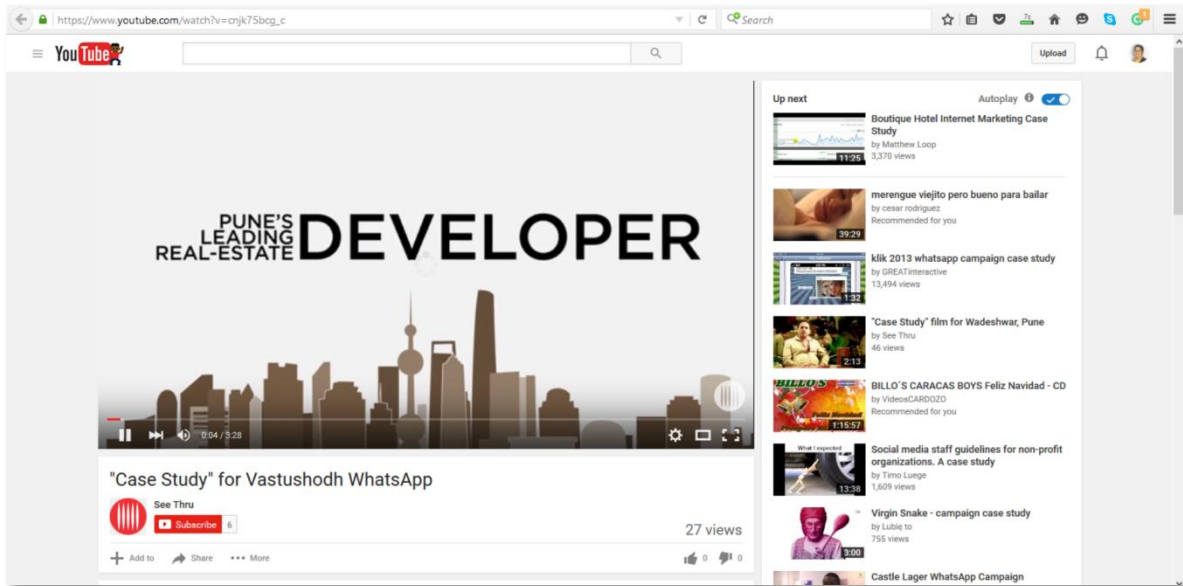 https://www.youtube.com/watch?v=cnjk75bcg_c
Search
YouTube
Upload
PUNE'S
LEADING
REAL-ESTATE
DEVELOPER
0:04 / 3:28
"Case Study" for Vastushodh WhatsApp
See Thru
Subscribe 6
27 views
Add to Share More
0 0
Up next Autoplay
Boutique Hotel Internet Marketing Case
Study
by Matthew Loop
3,370 views
11:25
merengue viejito pero bueno para bailar
by cesar rodriguez
Recommended for you
39:29
klik 2013 whatsapp campaign case study
by GREATinteractive
13,494 views
1:32
"Case Study" film for Wadeshwar, Pune
by See Thru
46 views
2:13
BILLO'S
Feliz Navidad
BILLO´S CARACAS BOYS Feliz Navidad - CD
by VideosCARDOZO
Recommended for you
1:15:57
What I expected
Social media staff guidelines for non-profit
organizations. A case study
by Timo Luege
1,609 views
13:38
Virgin Snake - campaign case study
by Lubię to
755 views
3:00
Castle Lager WhatsApp Campaign